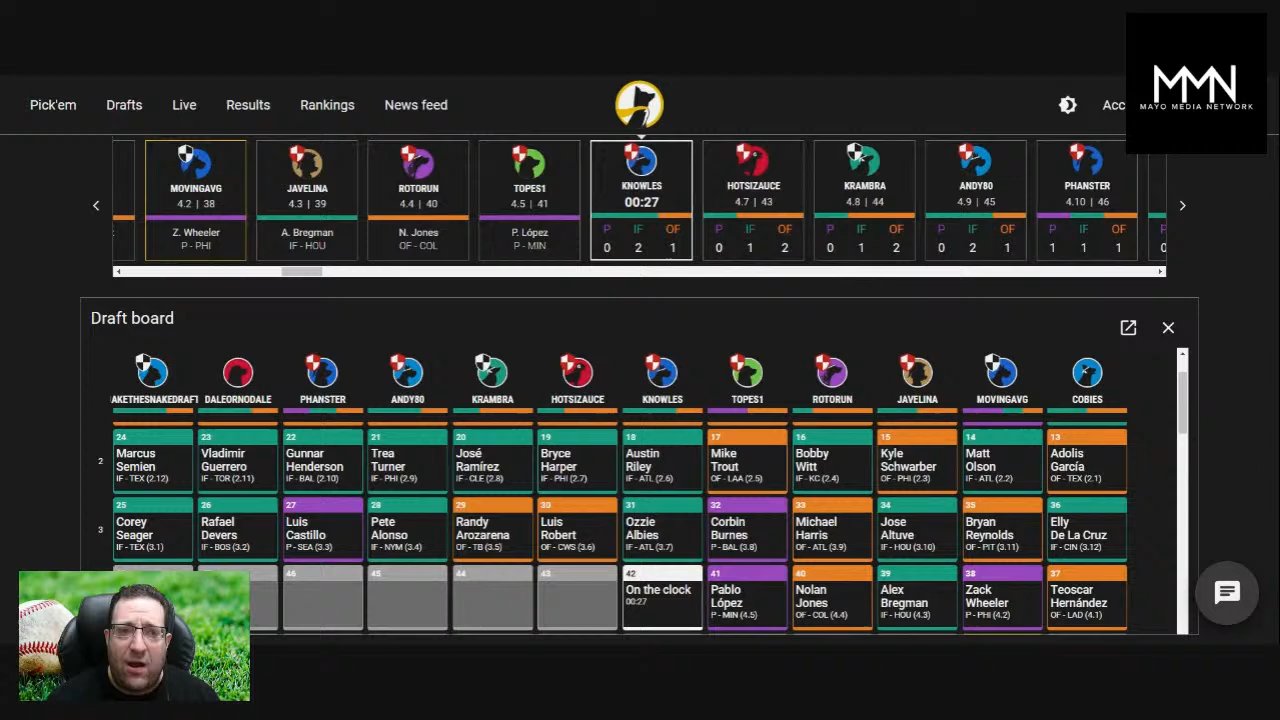 MMN
MAYO MEDIA NETWORK
Pick'em Drafts Live Results Rankings News feed Acc
MOVINGAVG JAVELINA ROTORUN TOPES1 KNOWLES HOTSIZAUCE KRAMBRA ANDY80 PHANSTER
4.2 | 38 4.3 | 39 4.4 | 40 4.5 | 41 00:27 4.7 | 43 4.8 | 44 4.9 | 45 4.10 | 46
Z. Wheeler A. Bregman N. Jones P. López P IF OF P IF OF P IF OF P IF OF P IF OF
P - PHI IF - HOU OF - COL P - MIN 0 2 1 0 1 2 0 1 2 0 2 1 1 1 1
Draft board
AKETHESNAKEDRAFT DALEORNODALE PHANSTER ANDY80 KRAMBRA HOTSIZAUCE KNOWLES TOPES1 ROTORUN JAVELINA MOVINGAVG COBIES
2
24 23 22 21 20 19 18 17 16 15 14 13
Marcus Vladimir Gunnar Trea José Bryce Austin Mike Bobby Kyle Matt Adolis
Semien Guerrero Henderson Turner Ramírez Harper Riley Trout Witt Schwarber Olson García
IF - TEX (2.12) IF - TOR (2.11) IF - BAL (2.10) IF - PHI (2.9) IF - CLE (2.8) IF - PHI (2.7) IF - ATL (2.6) OF - LAA (2.5) IF - KC (2.4) OF - PHI (2.3) IF - ATL (2.2) OF - TEX (2.1)
3
25 26 27 28 29 30 31 32 33 34 35 36
Corey Rafael Luis Pete Randy Luis Ozzie Corbin Michael Jose Bryan Elly
Seager Devers Castillo Alonso Arozarena Robert Albies Burnes Harris Altuve Reynolds De La Cruz
IF - TEX (3.1) IF - BOS (3.2) P - SEA (3.3) IF - NYM (3.4) OF - TB (3.5) OF - CWS (3.6) IF - ATL (3.7) P - BAL (3.8) OF - ATL (3.9) IF - HOU (3.10) OF - PIT (3.11) IF - CIN (3.12)
46 45 44 43 42 41 40 39 38 37
On the clock Pablo Nolan Alex Zack Teoscar
00:27 López Jones Bregman Wheeler Hernández
P - MIN (4.5) OF - COL (4.4) IF - HOU (4.3) P - PHI (4.2) OF - LAD (4.1)